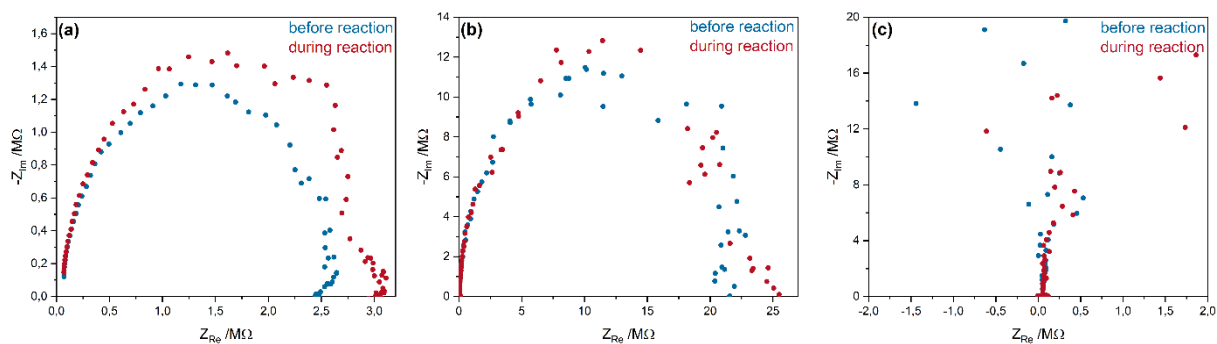 (a)
before reaction
during reaction
-Z_Im /MΩ
1,6
1,4
1,2
1,0
0,8
0,6
0,4
0,2
0,0
0,0 0,5 1,0 1,5 2,0 2,5 3,0
Z_Re /MΩ
(b)
before reaction
during reaction
-Z_Im /MΩ
14
12
10
8
6
4
2
0
0 5 10 15 20 25
Z_Re /MΩ
(c)
before reaction
during reaction
-Z_Im /MΩ
20
16
12
8
4
0
-2,0 -1,5 -1,0 -0,5 0,0 0,5 1,0 1,5 2,0
Z_Re /MΩ